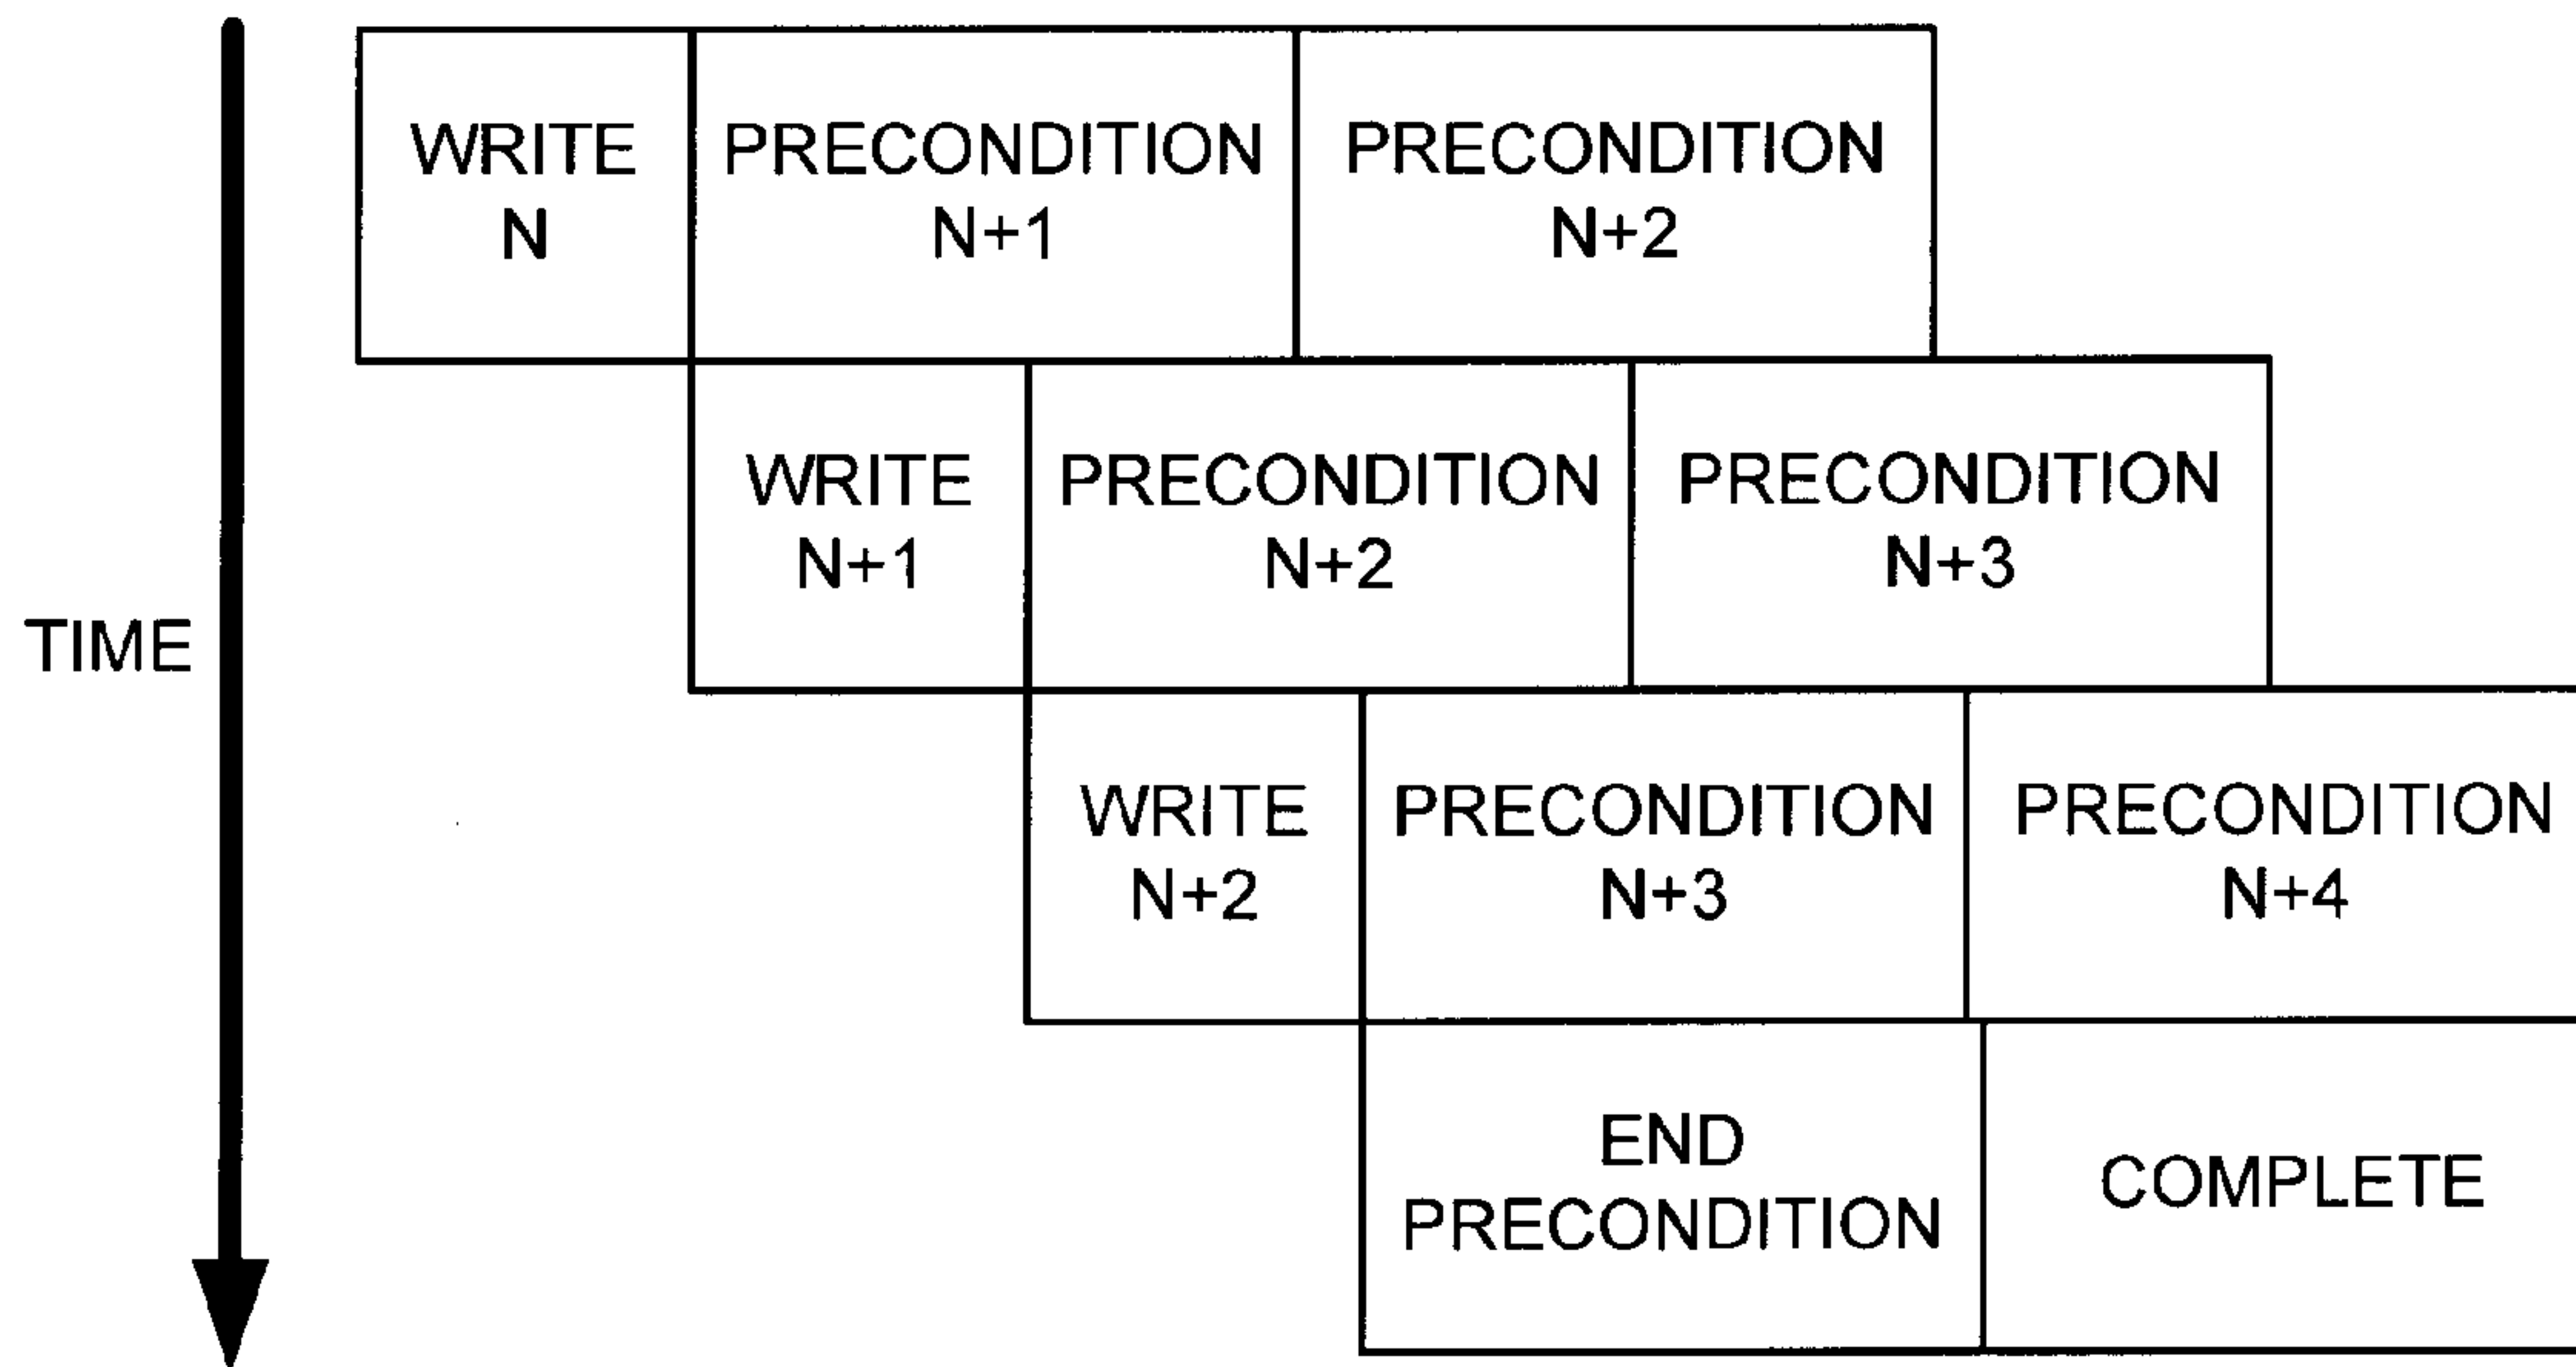 WRITE
N
PRECONDITION
N+1
PRECONDITION
N+2
WRITE
N+1
PRECONDITION
N+2
PRECONDITION
N+3
TIME
WRITE
N+2
PRECONDITION
N+3
PRECONDITION
N+4
END
PRECONDITION
COMPLETE